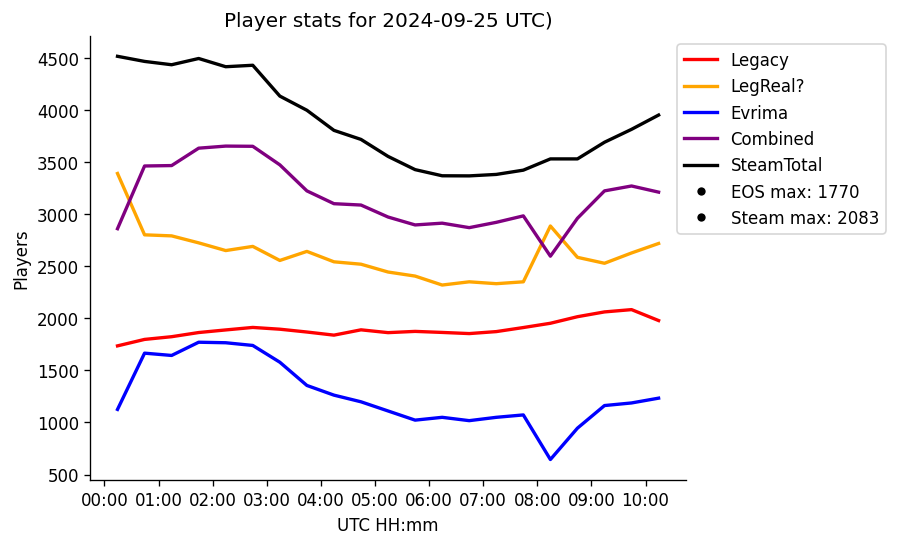 Player stats for 2024-09-25 UTC)
Legacy
LegReal?
Evrima
Combined
SteamTotal
EOS max: 1770
Steam max: 2083
Players
4500
4000
3500
3000
2500
2000
1500
1000
500
00:00 01:00 02:00 03:00 04:00 05:00 06:00 07:00 08:00 09:00 10:00
UTC HH:mm